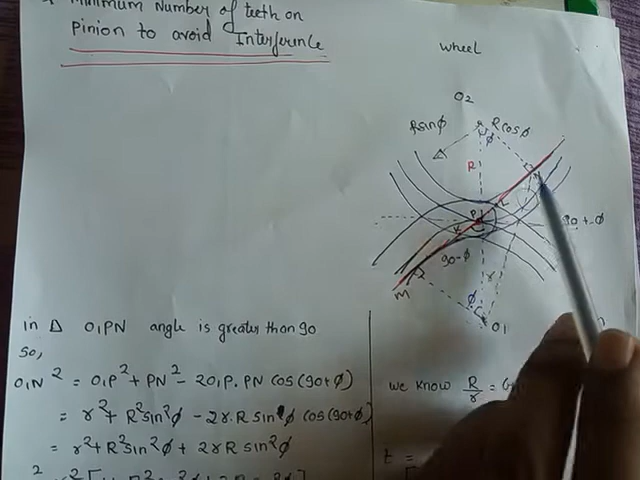 Minimum Number of teeth on
Pinion to avoid Interference
wheel
O2
Rsinφ
Rcosφ
φ
R
P
L
K
90+φ
90-φ
r
M
φ
O1
in Δ O1PN angle is greater than 90
so,
O1N² = O1P² + PN² - 2O1P.PN cos(90+φ)
= r² + R²sin²φ - 2r.R sinφ cos(90+φ)
= r² + R²sin²φ + 2rR sin²φ
we know R/r = G
t =